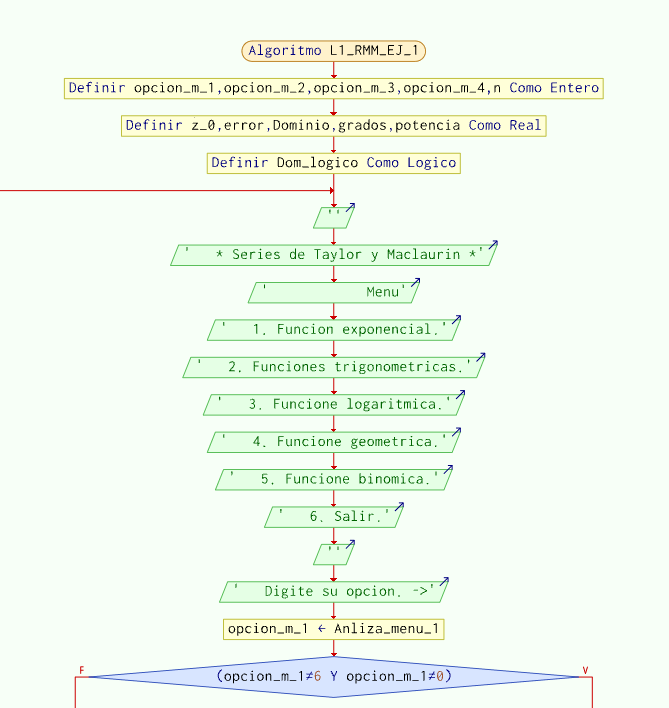 Algoritmo L1_RMM_EJ_1
Definir opcion_m_1,opcion_m_2,opcion_m_3,opcion_m_4,n Como Entero
Definir z_0,error,Dominio,grados,potencia Como Real
Definir Dom_logico Como Logico
''
'   * Series de Taylor y Maclaurin *'
'            Menu'
'   1. Funcion exponencial.'
'   2. Funciones trigonometricas.'
'   3. Funcione logaritmica.'
'   4. Funcione geometrica.'
'   5. Funcione binomica.'
'   6. Salir.'
''
'   Digite su opcion. ->'
opcion_m_1 ← Anliza_menu_1
F V
(opcion_m_1≠6 Y opcion_m_1≠0)